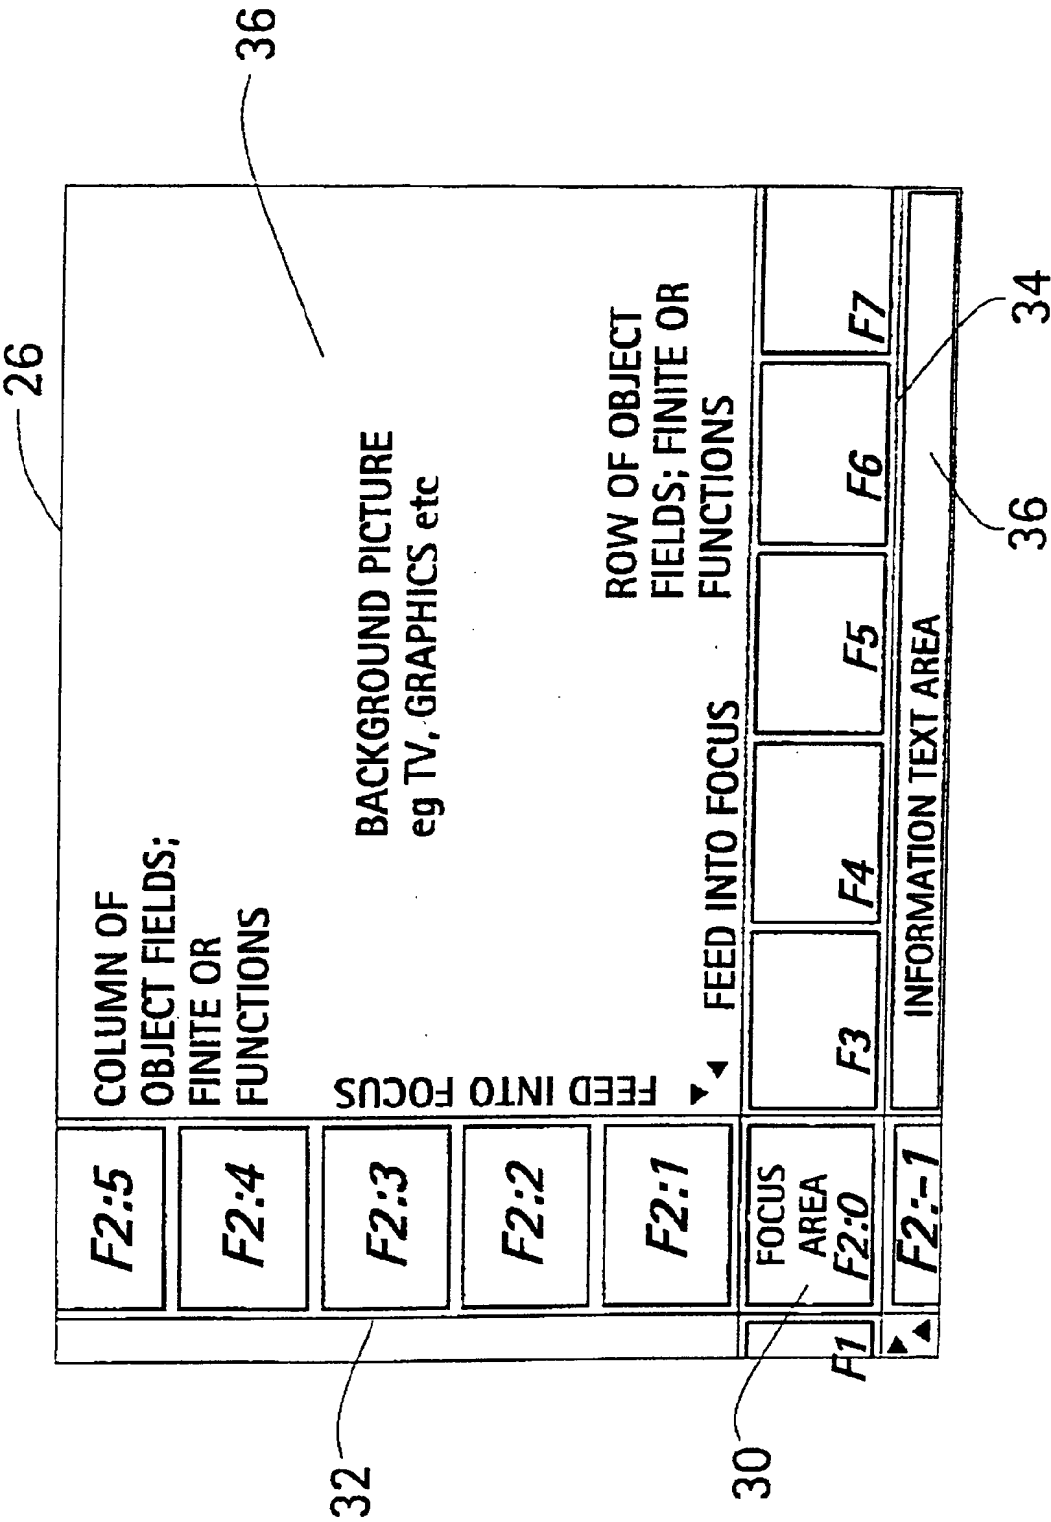 26
36
COLUMN OF
OBJECT FIELDS;
FINITE OR
FUNCTIONS
BACKGROUND PICTURE
eg TV, GRAPHICS etc
ROW OF OBJECT
FIELDS; FINITE OR
FUNCTIONS
FEED INTO FOCUS
FEED INTO FOCUS
F2:5
F2:4
F2:3
F2:2
F2:1
32
F1
FOCUS
AREA
F2:0
F3
F4
F5
F6
F7
30
F2:-1
INFORMATION TEXT AREA
36
34